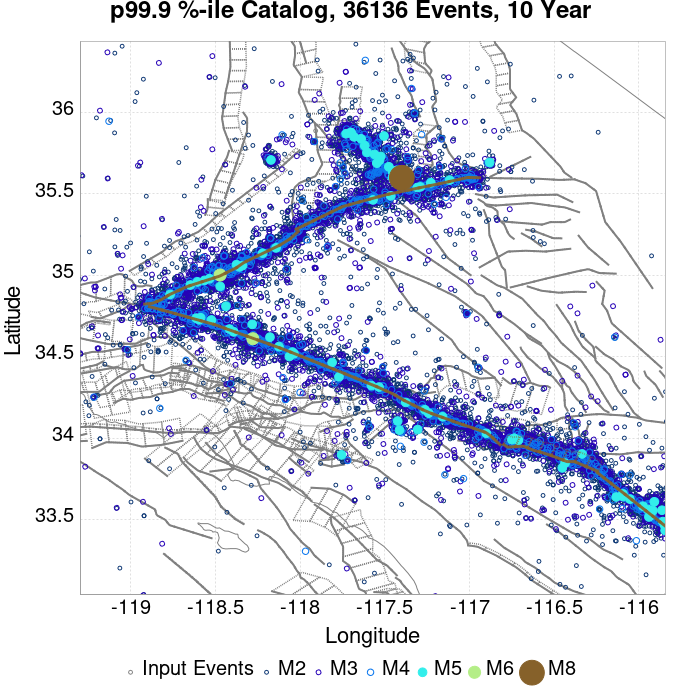 p99.9 %-ile Catalog, 36136 Events, 10 Year
36
35.5
35
34.5
34
33.5
Latitude
-119 -118.5 -118 -117.5 -117 -116.5 -116
Longitude
Input Events M2 M3 M4 M5 M6 M8